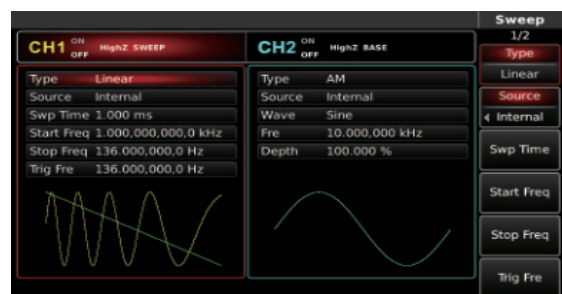 Sweep
1/2
CH1 ON OFF HighZ SWEEP
CH2 ON OFF HighZ BASE
Type Linear
Source Internal
Swp Time 1.000 ms
Start Freq 1.000,000,000,0 kHz
Stop Freq 136.000,000,0 Hz
Trig Fre 136.000,000,0 Hz
Type AM
Source Internal
Wave Sine
Fre 10.000,000 kHz
Depth 100.000 %
Type
Linear
Source
Internal
Swp Time
Start Freq
Stop Freq
Trig Fre